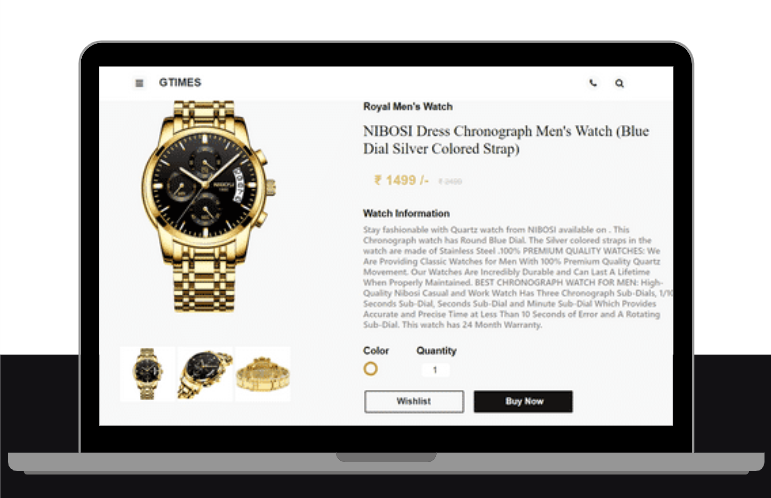 GTIMES
Royal Men's Watch
NIBOSI Dress Chronograph Men's Watch (Blue
Dial Silver Colored Strap)
₹ 1499 /- ₹ 2499
Watch Information
Stay fashionable with Quartz watch from NIBOSI available on . This
Chronograph watch has Round Blue Dial. The Silver colored straps in the
watch are made of Stainless Steel .100% PREMIUM QUALITY WATCHES: We
Are Providing Classic Watches for Men With 100% Premium Quality Quartz
Movement. Our Watches Are Incredibly Durable and Can Last A Lifetime
When Properly Maintained. BEST CHRONOGRAPH WATCH FOR MEN: High-
Quality Nibosi Casual and Work Watch Has Three Chronograph Sub-Dials, 1/10
Seconds Sub-Dial, Seconds Sub-Dial and Minute Sub-Dial Which Provides
Accurate and Precise Time at Less Than 10 Seconds of Error and A Rotating
Sub-Dial. This watch has 24 Month Warranty.
Color Quantity
1
Wishlist Buy Now